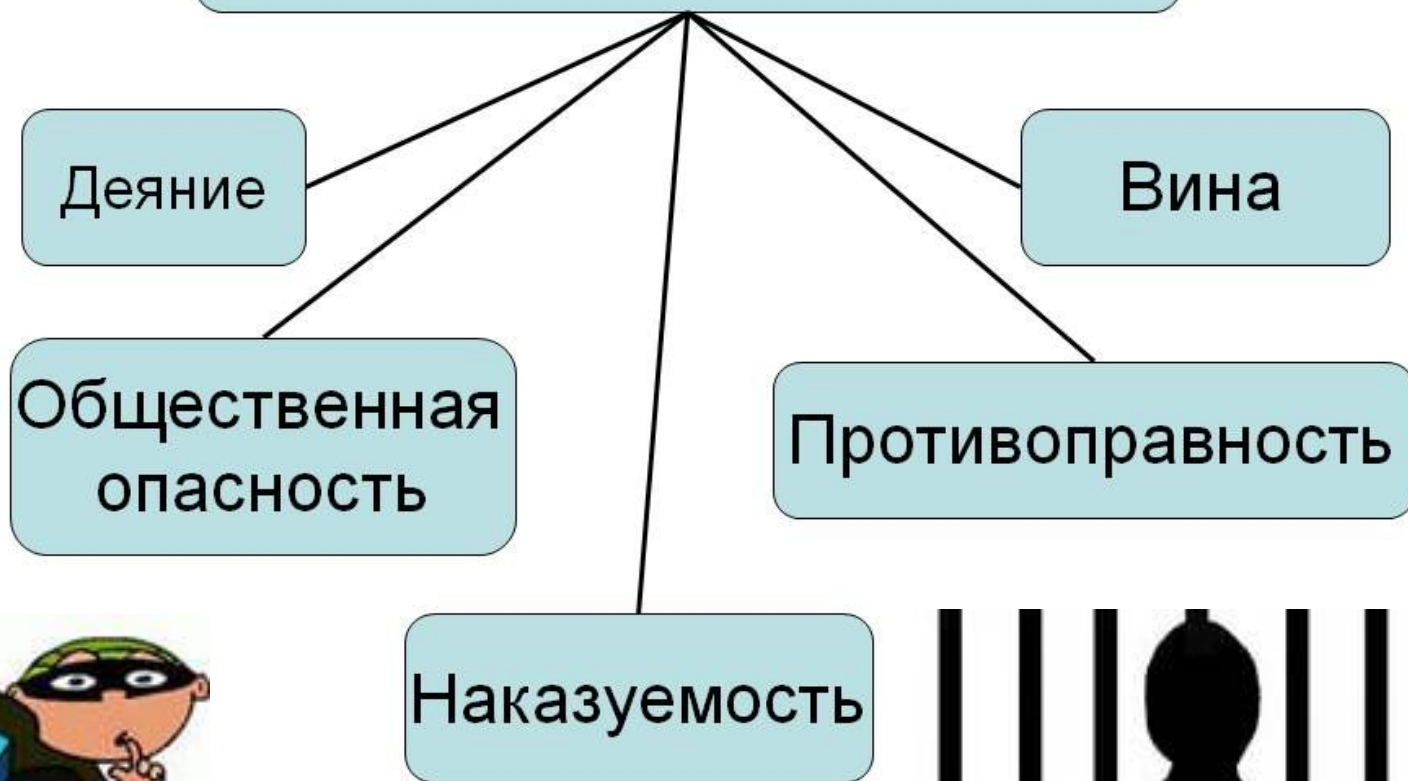 Деяние
Вина
Общественная
опасность
Противоправность
Наказуемость